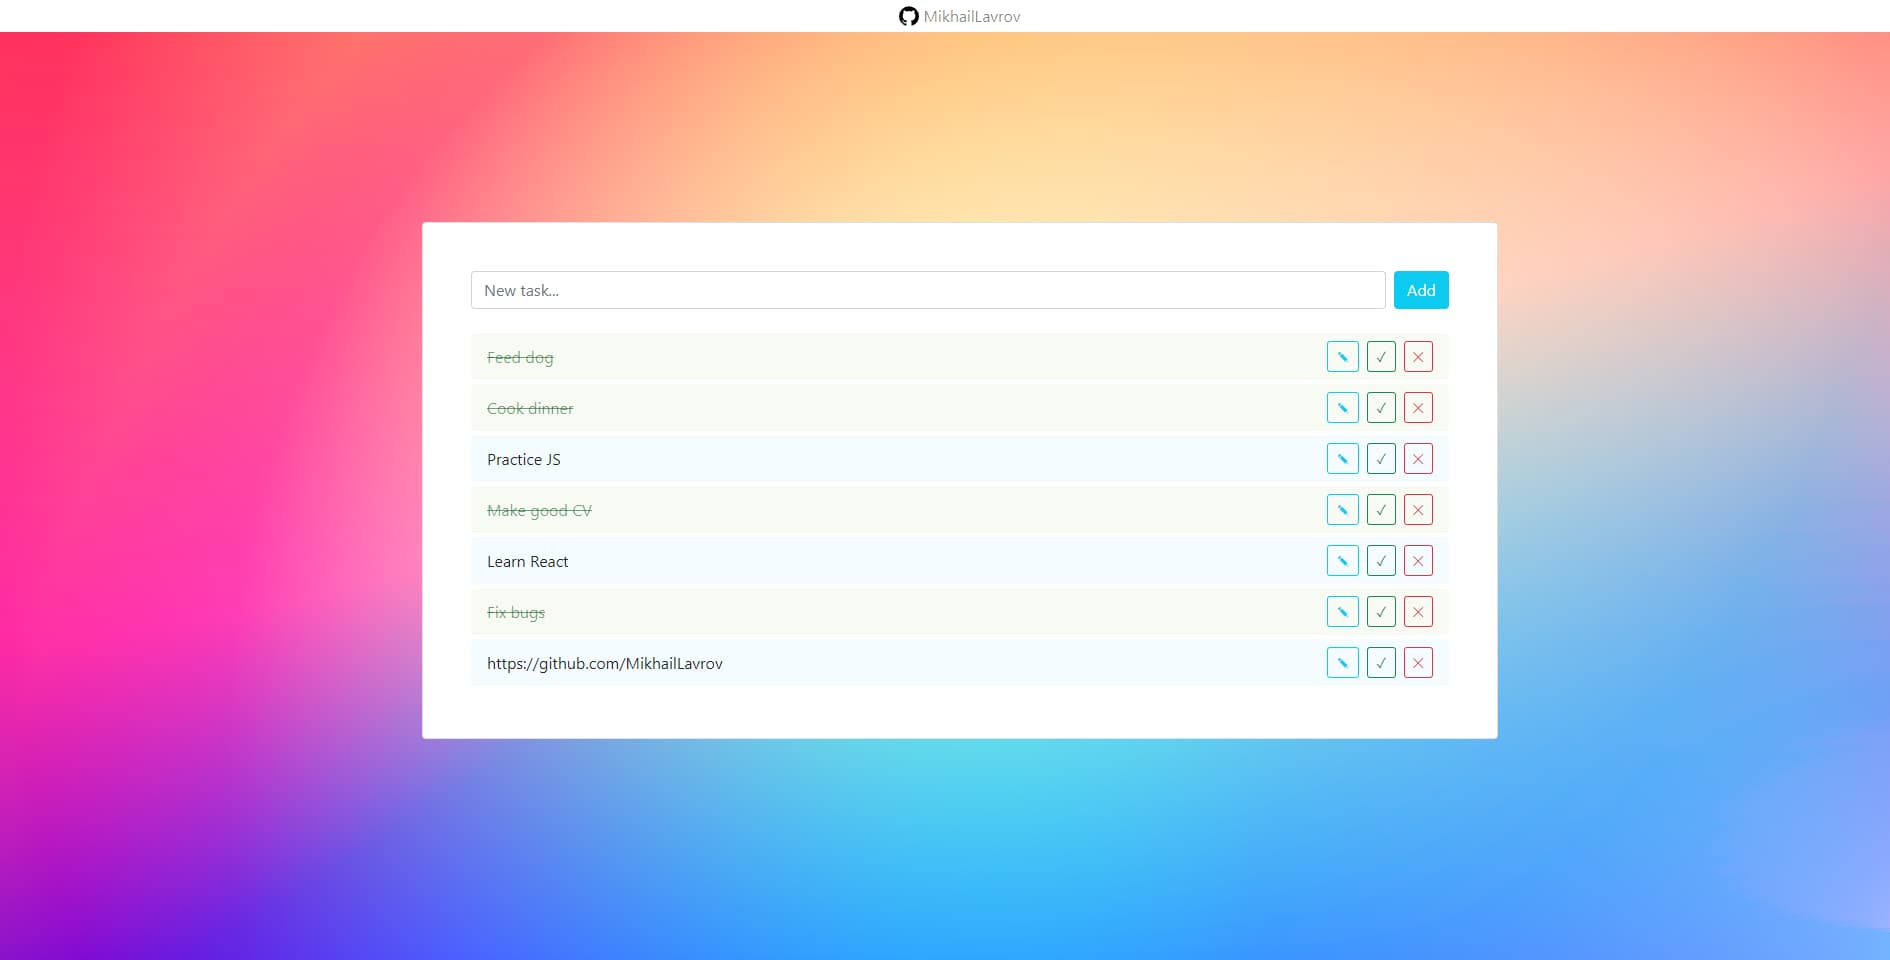 MikhailLavrov
New task...
Add
Feed dog
Cook dinner
Practice JS
Make good CV
Learn React
Fix bugs
https://github.com/MikhailLavrov